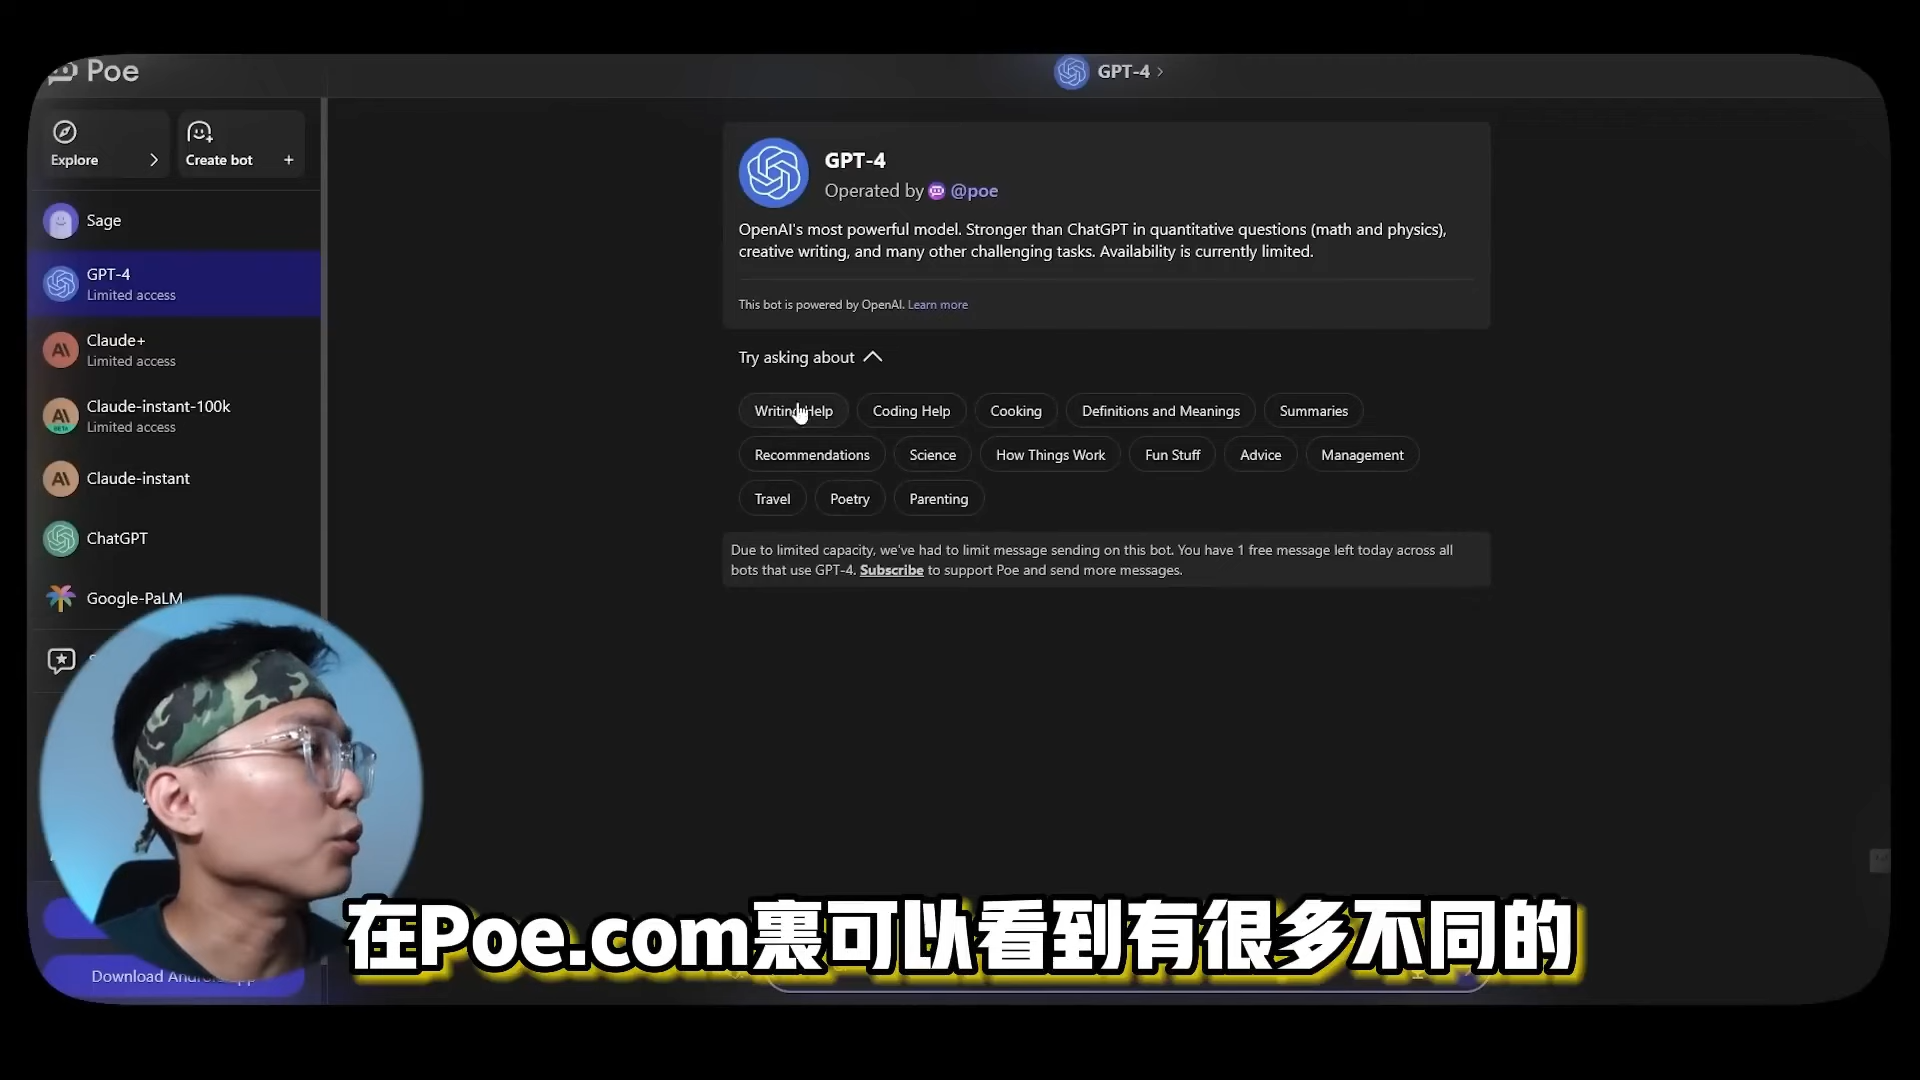 Poe
GPT-4
Explore
Create bot +
Sage
GPT-4
Limited access
Claude+
Limited access
Claude-instant-100k
Limited access
BETA
Claude-instant
ChatGPT
Google-PaLM
Download Android
GPT-4
Operated by @poe
OpenAI's most powerful model. Stronger than ChatGPT in quantitative questions (math and physics),
creative writing, and many other challenging tasks. Availability is currently limited.
This bot is powered by OpenAI. Learn more
Try asking about
Writing Help Coding Help Cooking Definitions and Meanings Summaries
Recommendations Science How Things Work Fun Stuff Advice Management
Travel Poetry Parenting
Due to limited capacity, we've had to limit message sending on this bot. You have 1 free message left today across all
bots that use GPT-4. Subscribe to support Poe and send more messages.
在Poe.com裏可以看到有很多不同的